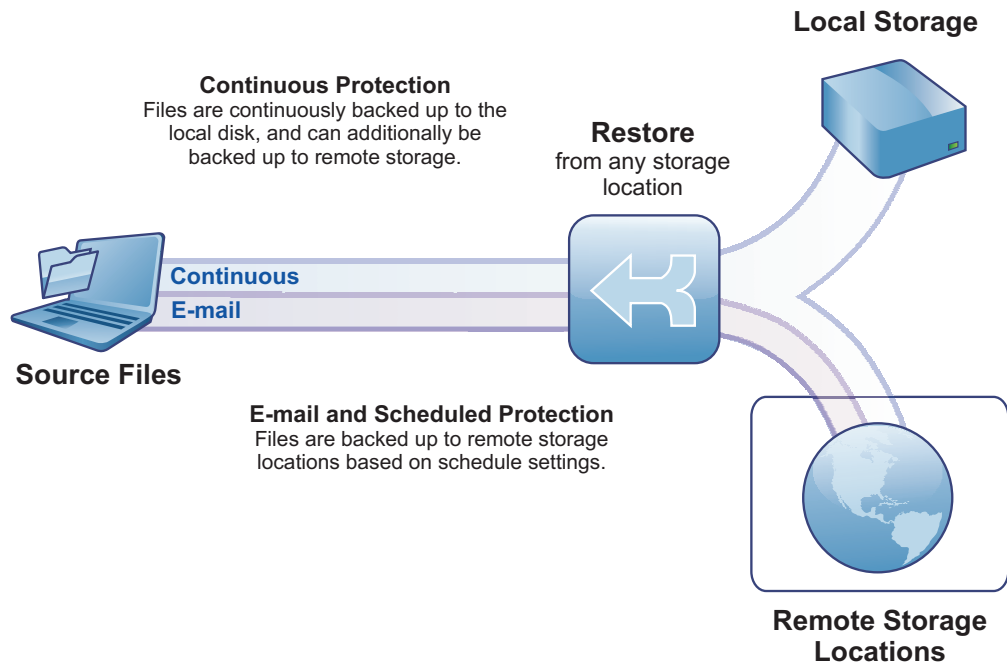 Local Storage
Continuous Protection
Files are continuously backed up to the
local disk, and can additionally be
backed up to remote storage.
Restore
from any storage
location
Continuous
E-mail
Source Files
E-mail and Scheduled Protection
Files are backed up to remote storage
locations based on schedule settings.
Remote Storage
Locations